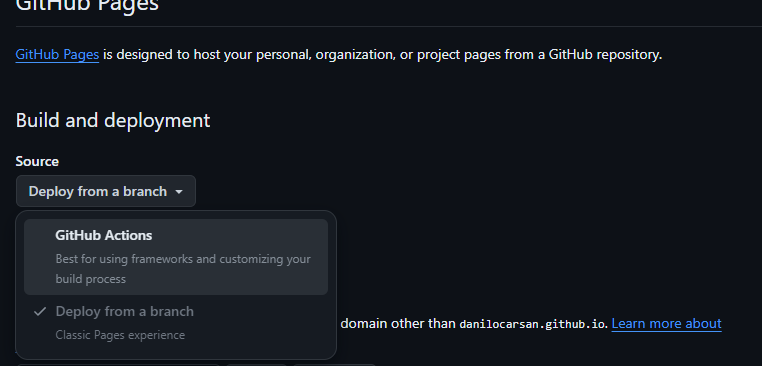 GitHub Pages
GitHub Pages is designed to host your personal, organization, or project pages from a GitHub repository.
Build and deployment
Source
Deploy from a branch
GitHub Actions
Best for using frameworks and customizing your
build process
Deploy from a branch
Classic Pages experience
domain other than danilocarsan.github.io. Learn more about